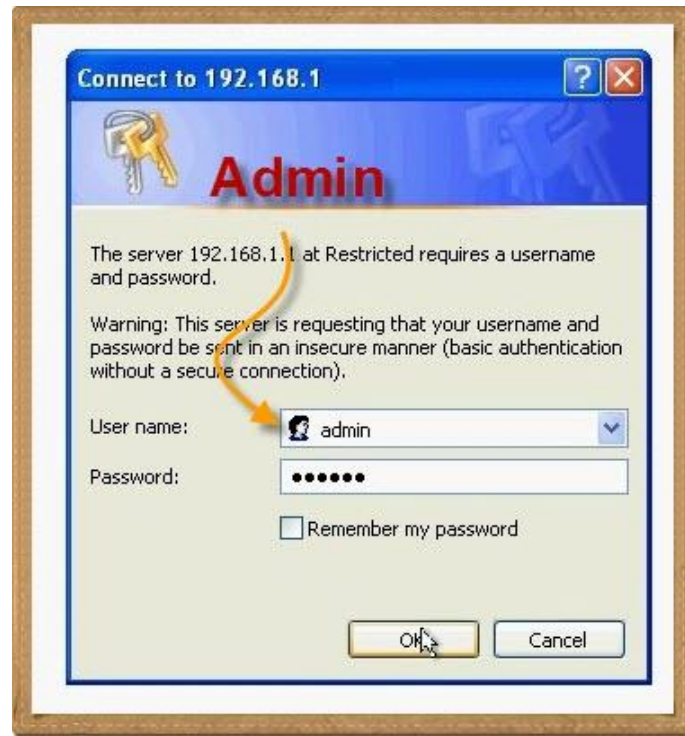 Connect to 192.168.1
Admin
The server 192.168.1.1 at Restricted requires a username
and password.
Warning: This server is requesting that your username and
password be sent in an insecure manner (basic authentication
without a secure connection).
User name:
admin
Password:
••••••
Remember my password
OK
Cancel